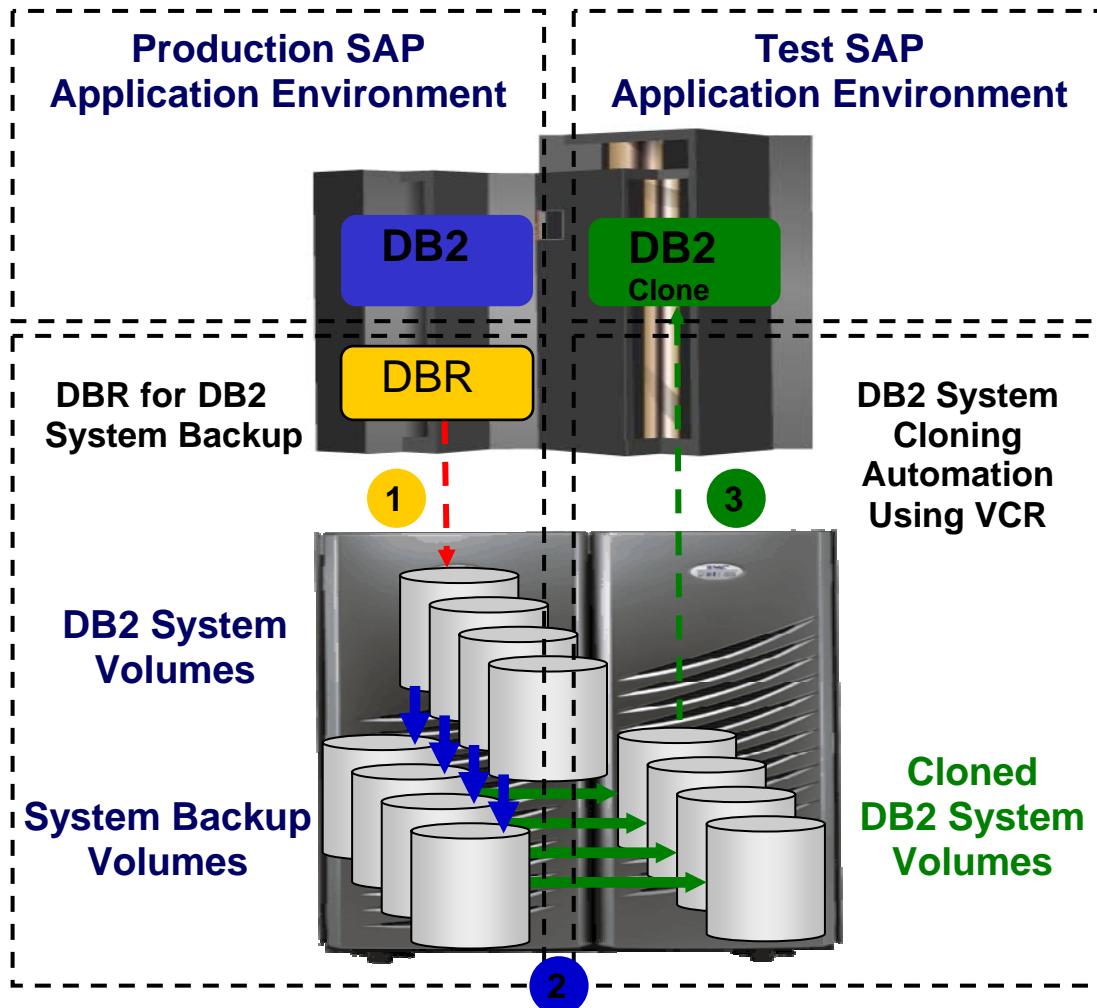 Production SAP
Application Environment
Test SAP
Application Environment
DB2
DB2
Clone
DBR
DBR for DB2
System Backup
DB2 System
Cloning
Automation
Using VCR
1
3
DB2 System
Volumes
System Backup
Volumes
Cloned
DB2 System
Volumes
2